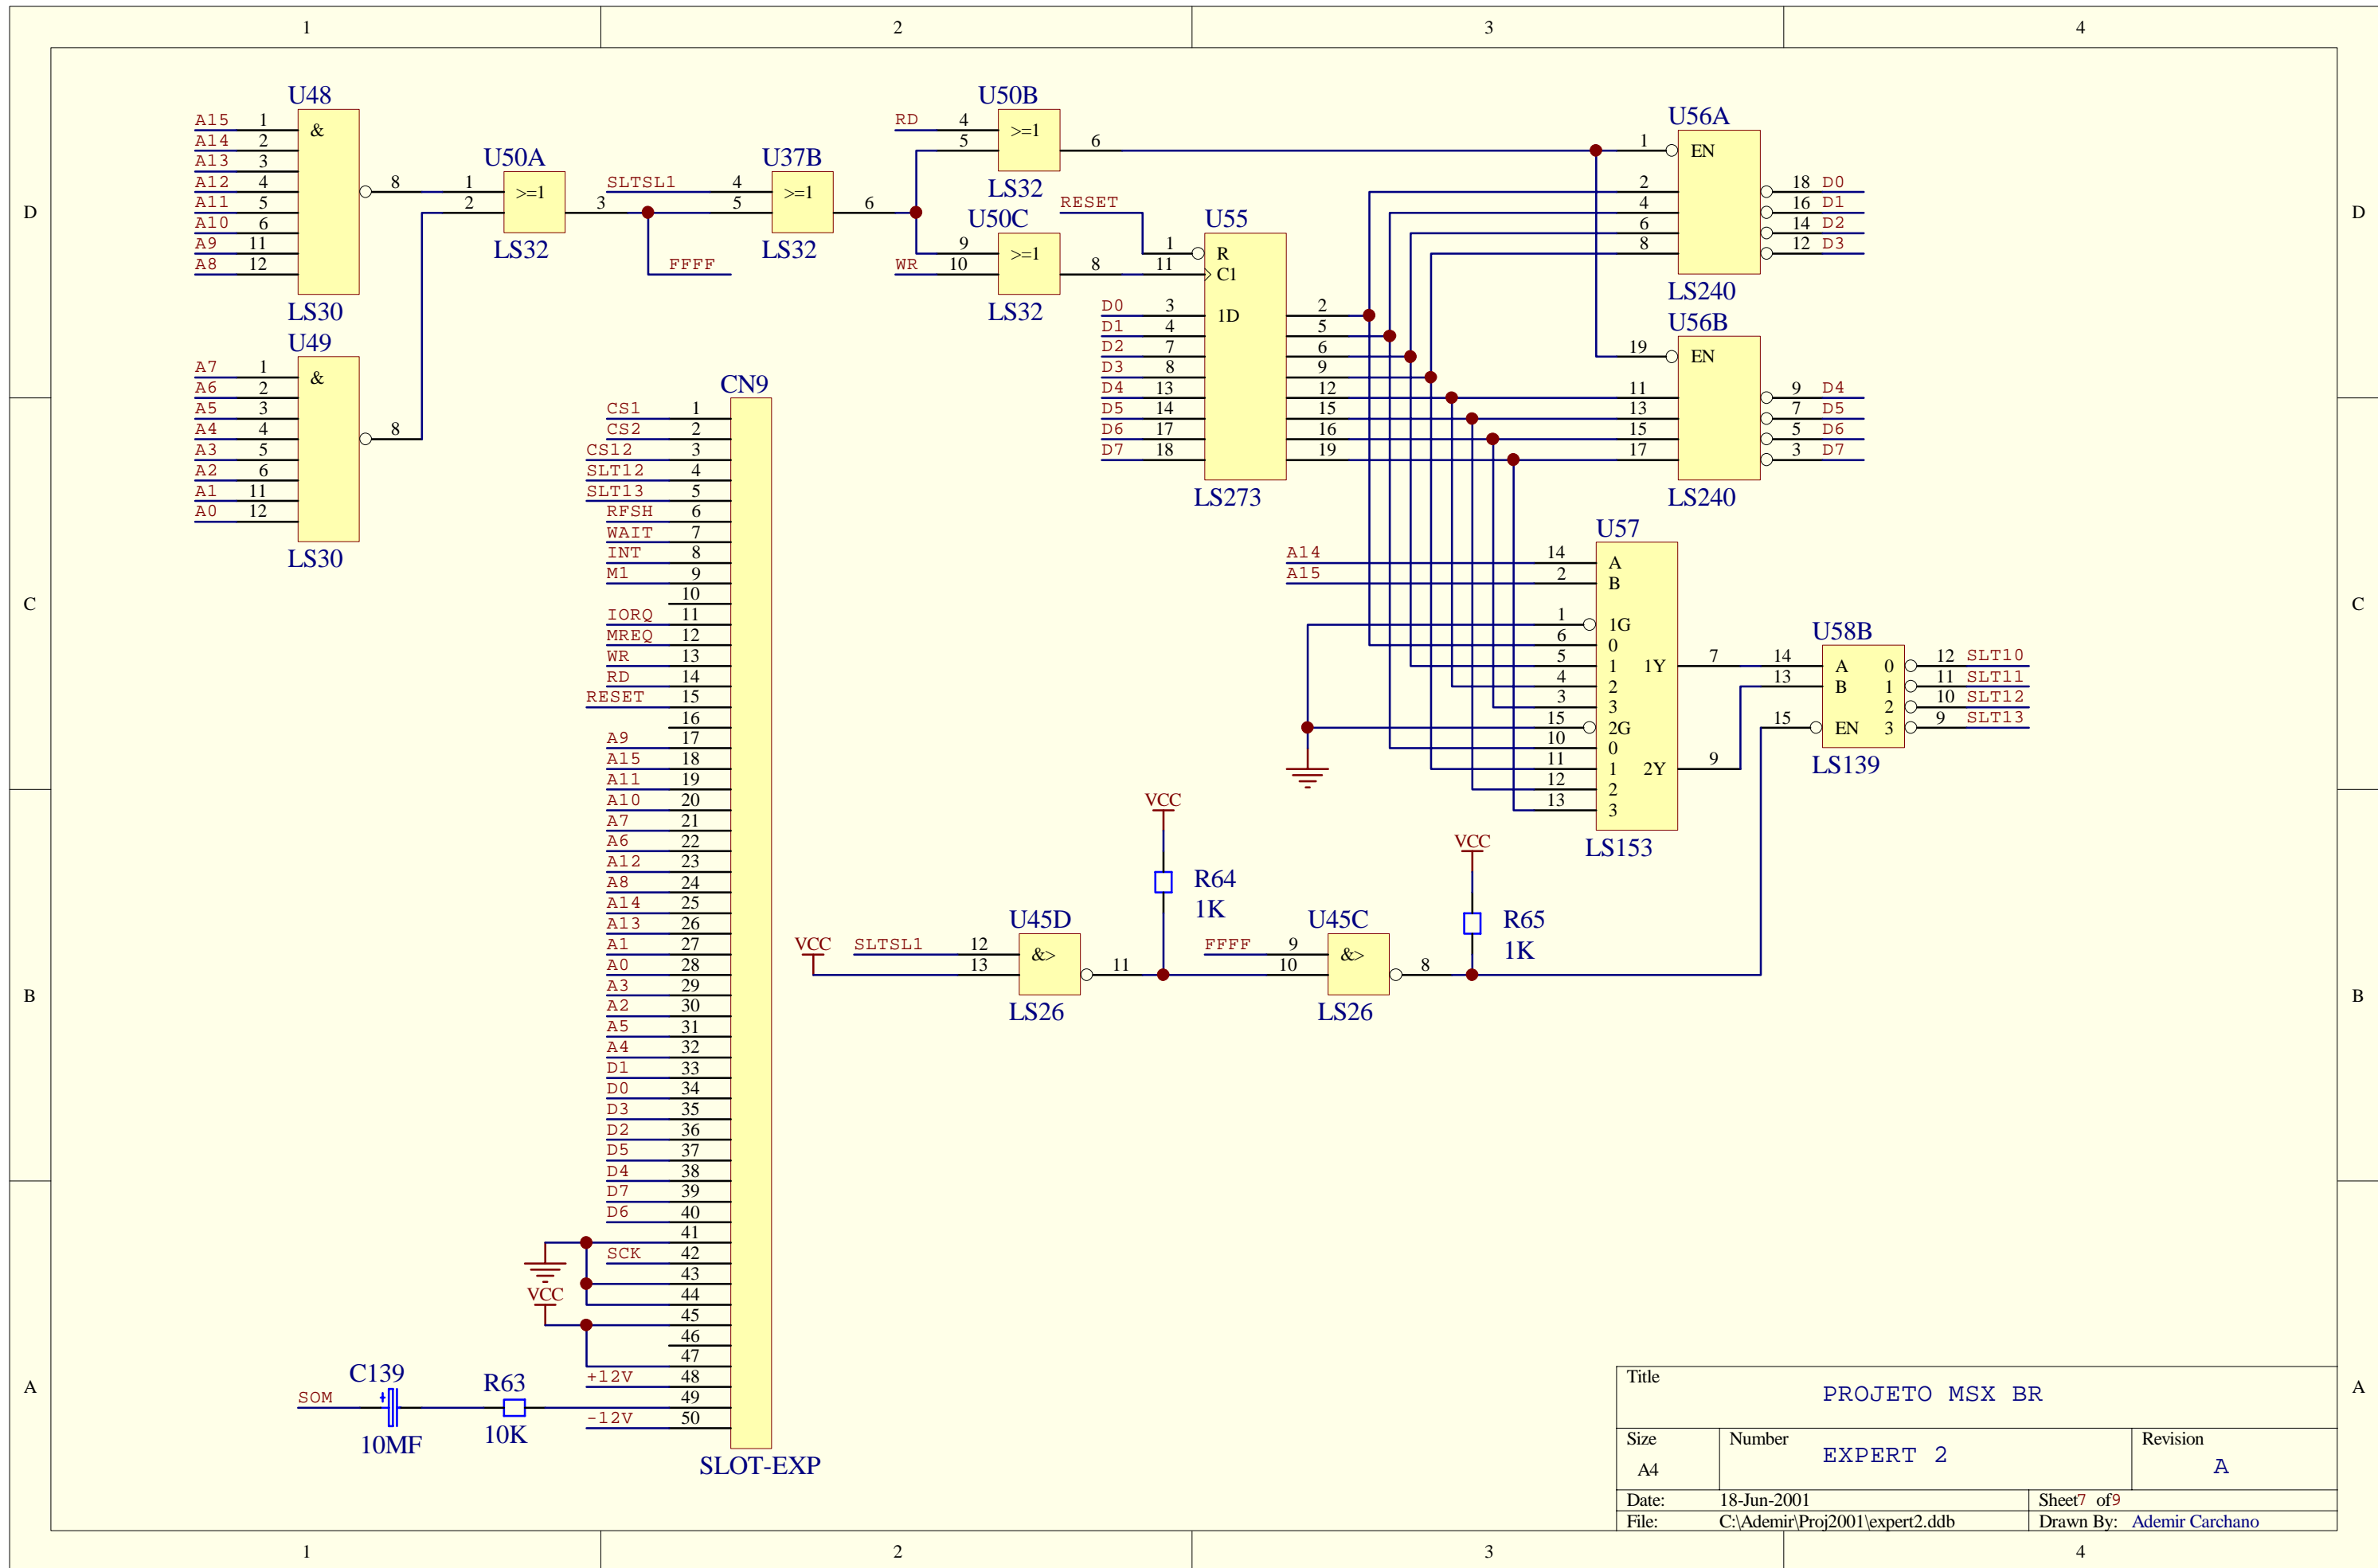 1 2 3 4
D D
C C
B B
A A
U48
A15 1 &
A14 2
A13 3
A12 4 8
A11 5
A10 6
A9 11
A8 12
LS30
U49
A7 1 &
A6 2
A5 3
A4 4 8
A3 5
A2 6
A1 11
A0 12
LS30
U50A
1 >=1
2 3
LS32
FFFF
U37B
SLTSL1 4 >=1
5 6
LS32
U50B
RD 4 >=1
5 6
LS32
U50C
9 >=1
WR 10 8
LS32
RESET
U55
1 R
11 C1
D0 3 1D 2
D1 4 5
D2 7 6
D3 8 9
D4 13 12
D5 14 15
D6 17 16
D7 18 19
LS273
U56A
1 EN
2 18 D0
4 16 D1
6 14 D2
8 12 D3
LS240
U56B
19 EN
11 9 D4
13 7 D5
15 5 D6
17 3 D7
LS240
U57
A14 14 A
A15 2 B
1 1G
6 0
5 1 1Y 7
4 2
3 3
15 2G
10 0
11 1 2Y 9
12 2
13 3
LS153
U58B
14 A 0 12 SLT10
13 B 1 11 SLT11
2 10 SLT12
15 EN 3 9 SLT13
LS139
CN9
CS1 1
CS2 2
CS12 3
SLT12 4
SLT13 5
RFSH 6
WAIT 7
INT 8
M1 9
10
IORQ 11
MREQ 12
WR 13
RD 14
RESET 15
16
A9 17
A15 18
A11 19
A10 20
A7 21
A6 22
A12 23
A8 24
A14 25
A13 26
A1 27
A0 28
A3 29
A2 30
A5 31
A4 32
D1 33
D0 34
D3 35
D2 36
D5 37
D4 38
D7 39
D6 40
41
SCK 42
43
44
VCC
45
46
47
+12V 48
49
-12V 50
SLOT-EXP
SOM
C139
+
10MF
R63
10K
VCC
SLTSL1 12
13
U45D
&>
11
LS26
VCC
R64
1K
FFFF 9
10
U45C
&>
8
LS26
VCC
R65
1K
Title
PROJETO MSX BR
Size Number Revision
A4 EXPERT 2 A
Date: 18-Jun-2001 Sheet7 of9
File: C:\Ademir\Proj2001\expert2.ddb Drawn By: Ademir Carchano
1 2 3 4